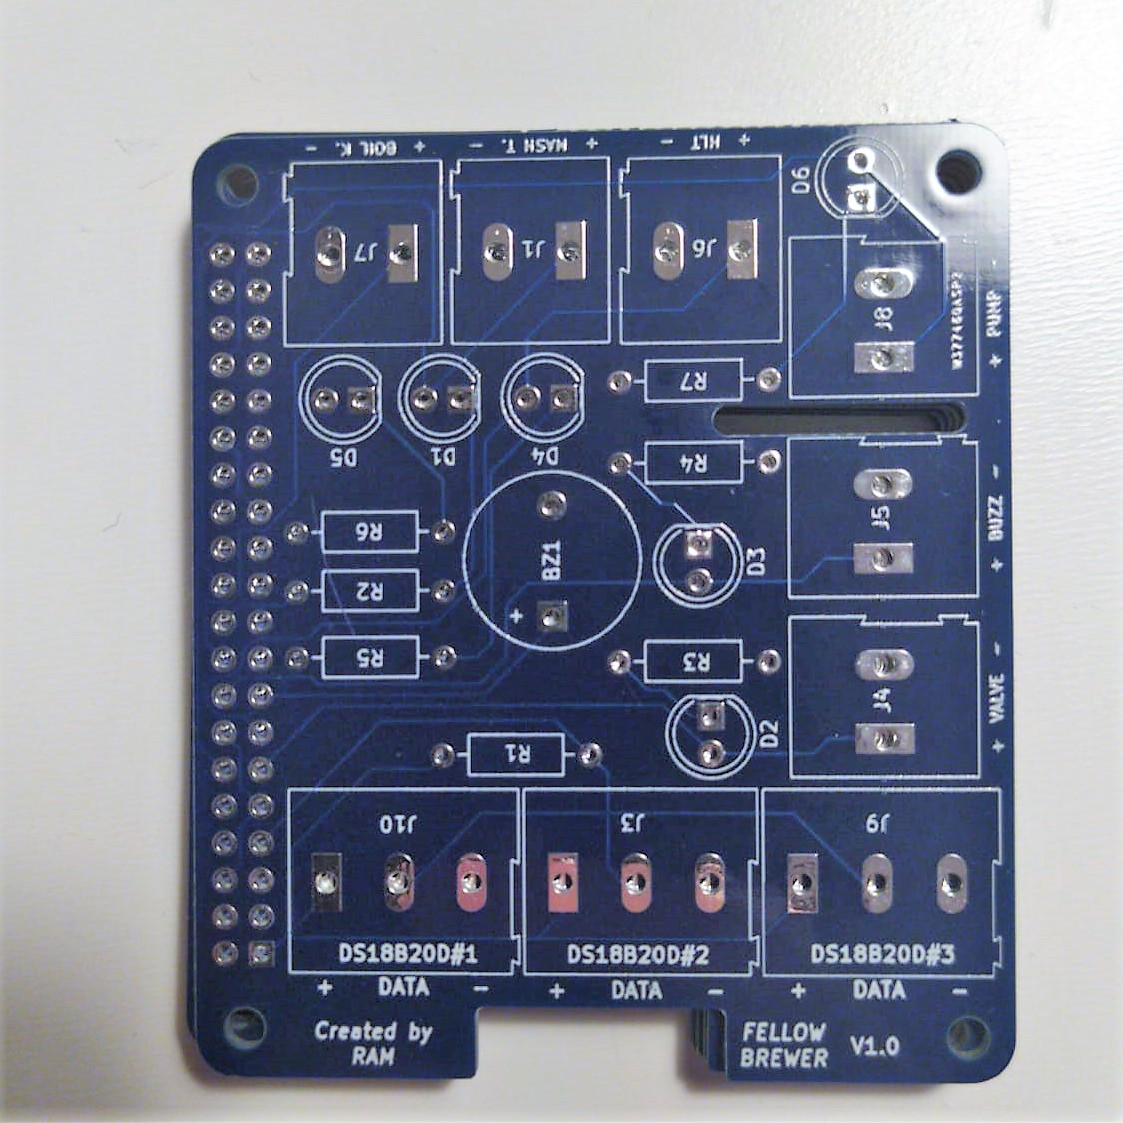 - BOIL K. +
- MASH T. +
- HLT +
D6
J7
J1
J6
J8
W377460ASP2
+ PUMP -
R7
D5
D1
D4
R4
J5
+ BUZZ -
R6
BZ1
+
D3
R2
R5
R3
J4
+ VALVE -
D2
R1
J10
J3
J9
DS18B20D#1
DS18B20D#2
DS18B20D#3
+ DATA -
+ DATA -
+ DATA -
Created by
RAM
FELLOW
BREWER
V1.0